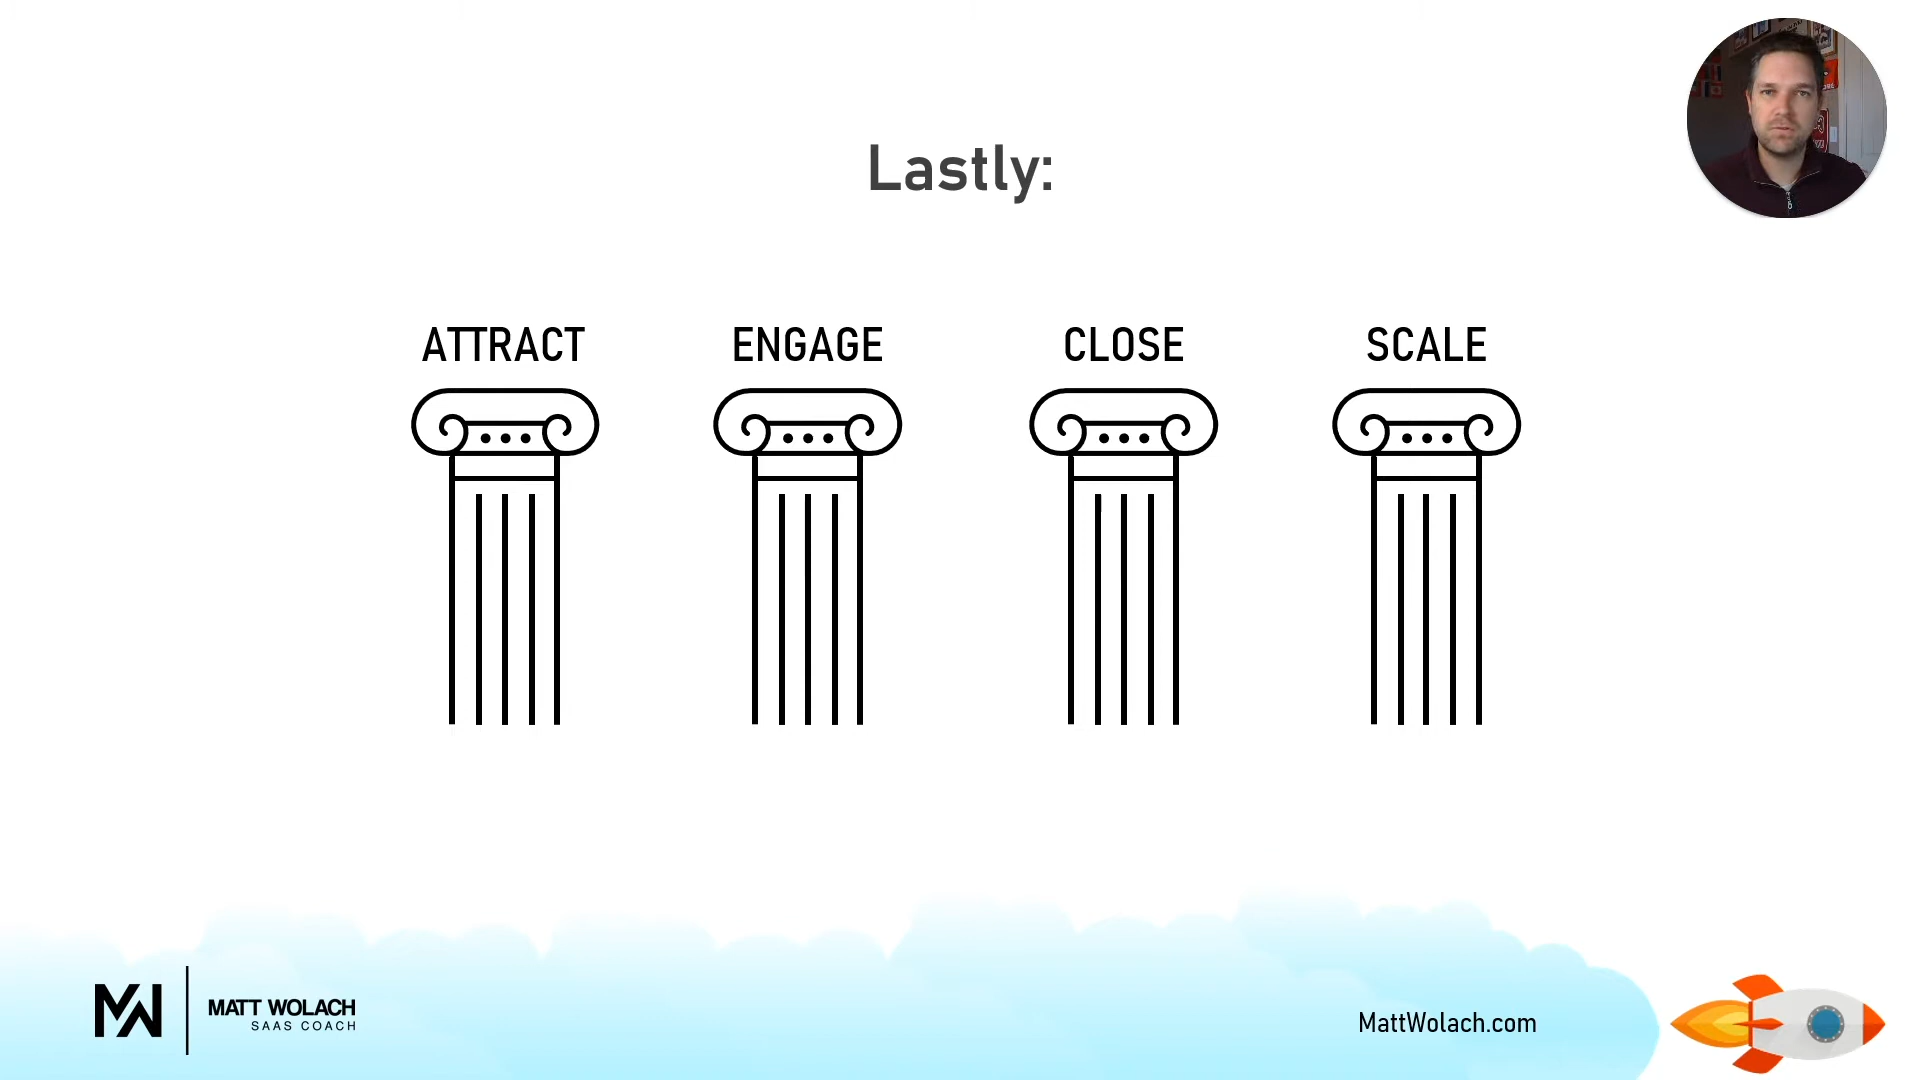 Lastly:
ATTRACT
ENGAGE
CLOSE
SCALE
MATT WOLACH
SAAS COACH
MattWolach.com